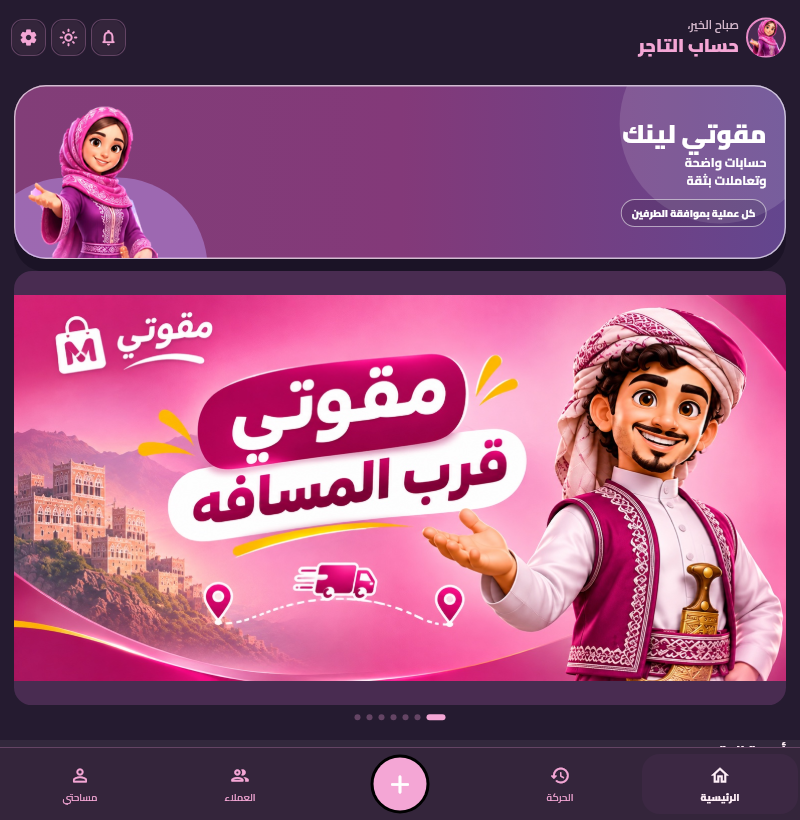 صباح الخير،
حساب التاجر
مقوتي لينك
حسابات واضحة
وتعاملات بثقة
كل عملية بموافقة الطرفين
مقوتي
مقوتي
قرب المسافه
الرئيسية
الحركة
العملاء
مساحتي